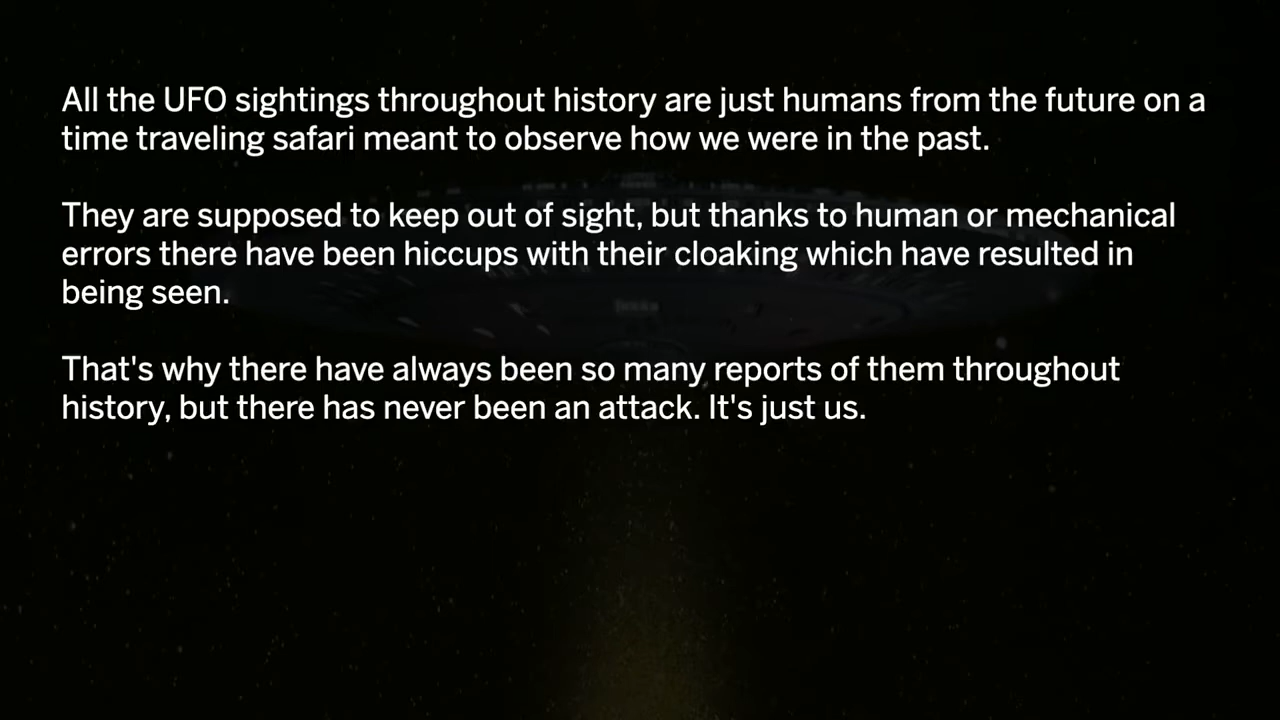 All the UFO sightings throughout history are just humans from the future on a
time traveling safari meant to observe how we were in the past.
They are supposed to keep out of sight, but thanks to human or mechanical
errors there have been hiccups with their cloaking which have resulted in
being seen.
That's why there have always been so many reports of them throughout
history, but there has never been an attack. It's just us.